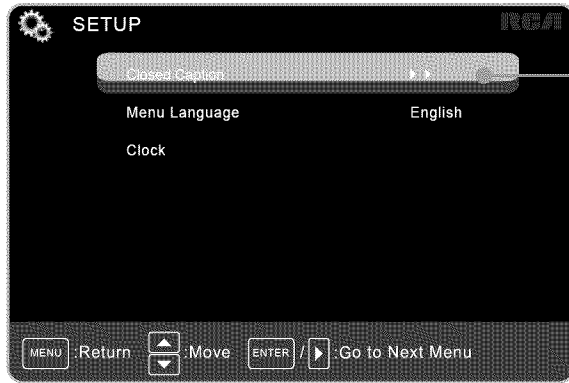 SETUP
RCA
Closed Caption
Menu Language English
Clock
MENU :Return :Move ENTER / :Go to Next Menu